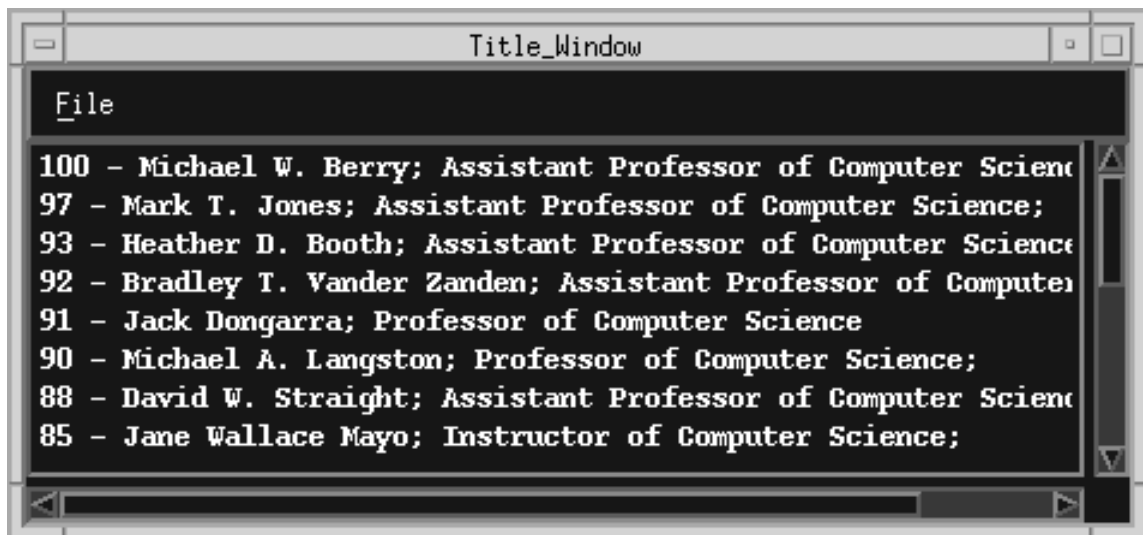 Title_Window
File
100 - Michael W. Berry; Assistant Professor of Computer Scienc
97 - Mark T. Jones; Assistant Professor of Computer Science;
93 - Heather D. Booth; Assistant Professor of Computer Science
92 - Bradley T. Vander Zanden; Assistant Professor of Computer
91 - Jack Dongarra; Professor of Computer Science
90 - Michael A. Langston; Professor of Computer Science;
88 - David W. Straight; Assistant Professor of Computer Scienc
85 - Jane Wallace Mayo; Instructor of Computer Science;